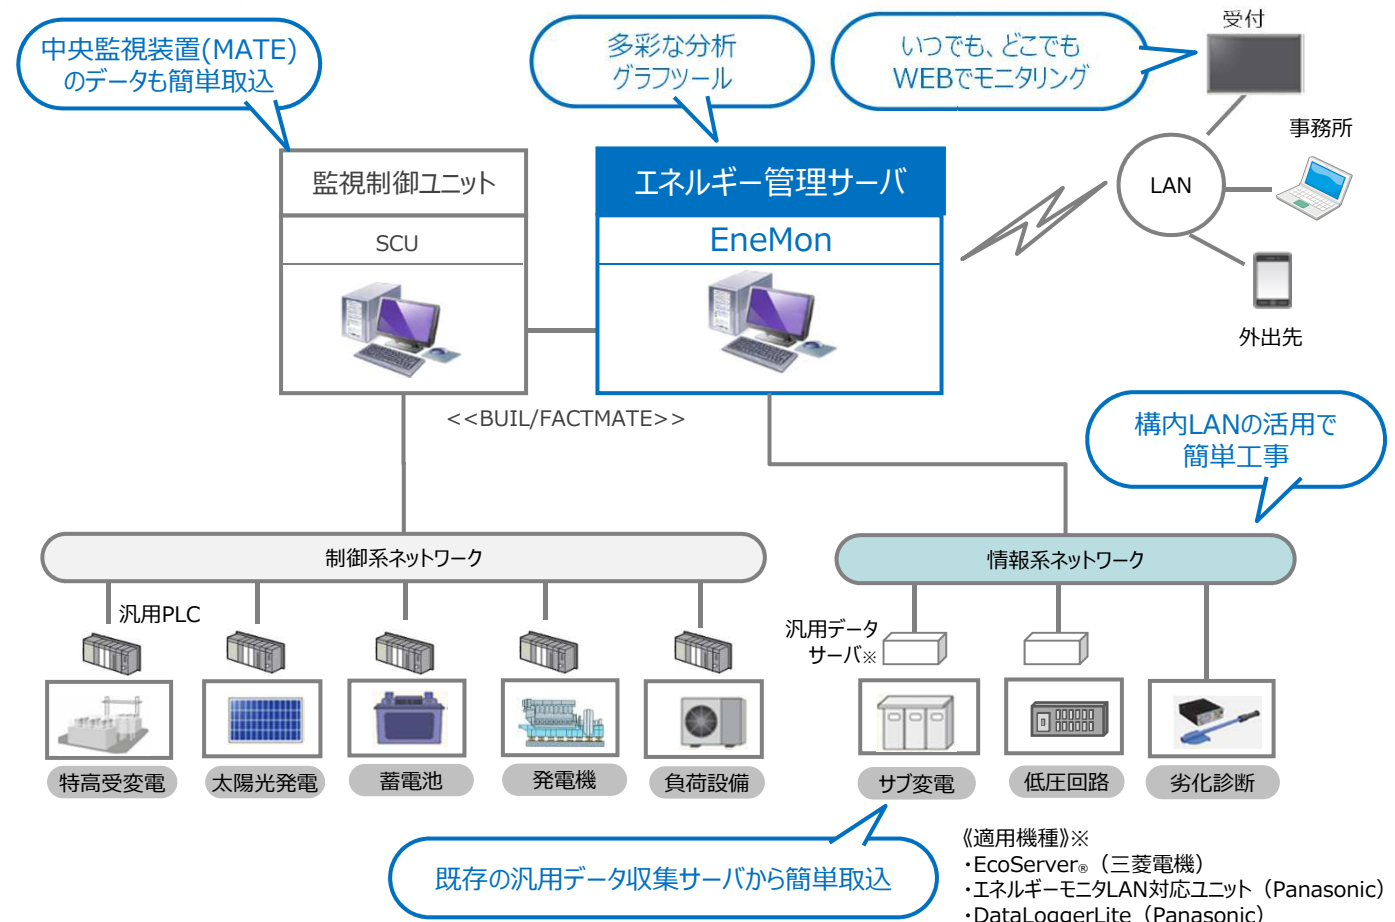 中央監視装置(MATE)
のデータも簡単取込
多彩な分析
グラフツール
いつでも、どこでも
WEBでモニタリング
受付
事務所
LAN
外出先
監視制御ユニット
SCU
エネルギー管理サーバ
EneMon
<<BUIL/FACTMATE>>
構内LANの活用で
簡単工事
制御系ネットワーク
情報系ネットワーク
汎用PLC
汎用データ
サーバ※
特高受変電
太陽光発電
蓄電池
発電機
負荷設備
サブ変電
低圧回路
劣化診断
既存の汎用データ収集サーバから簡単取込
《適用機種》※
・EcoServer®（三菱電機）
・エネルギーモニタLAN対応ユニット（Panasonic）
・DataLoggerLite（Panasonic）